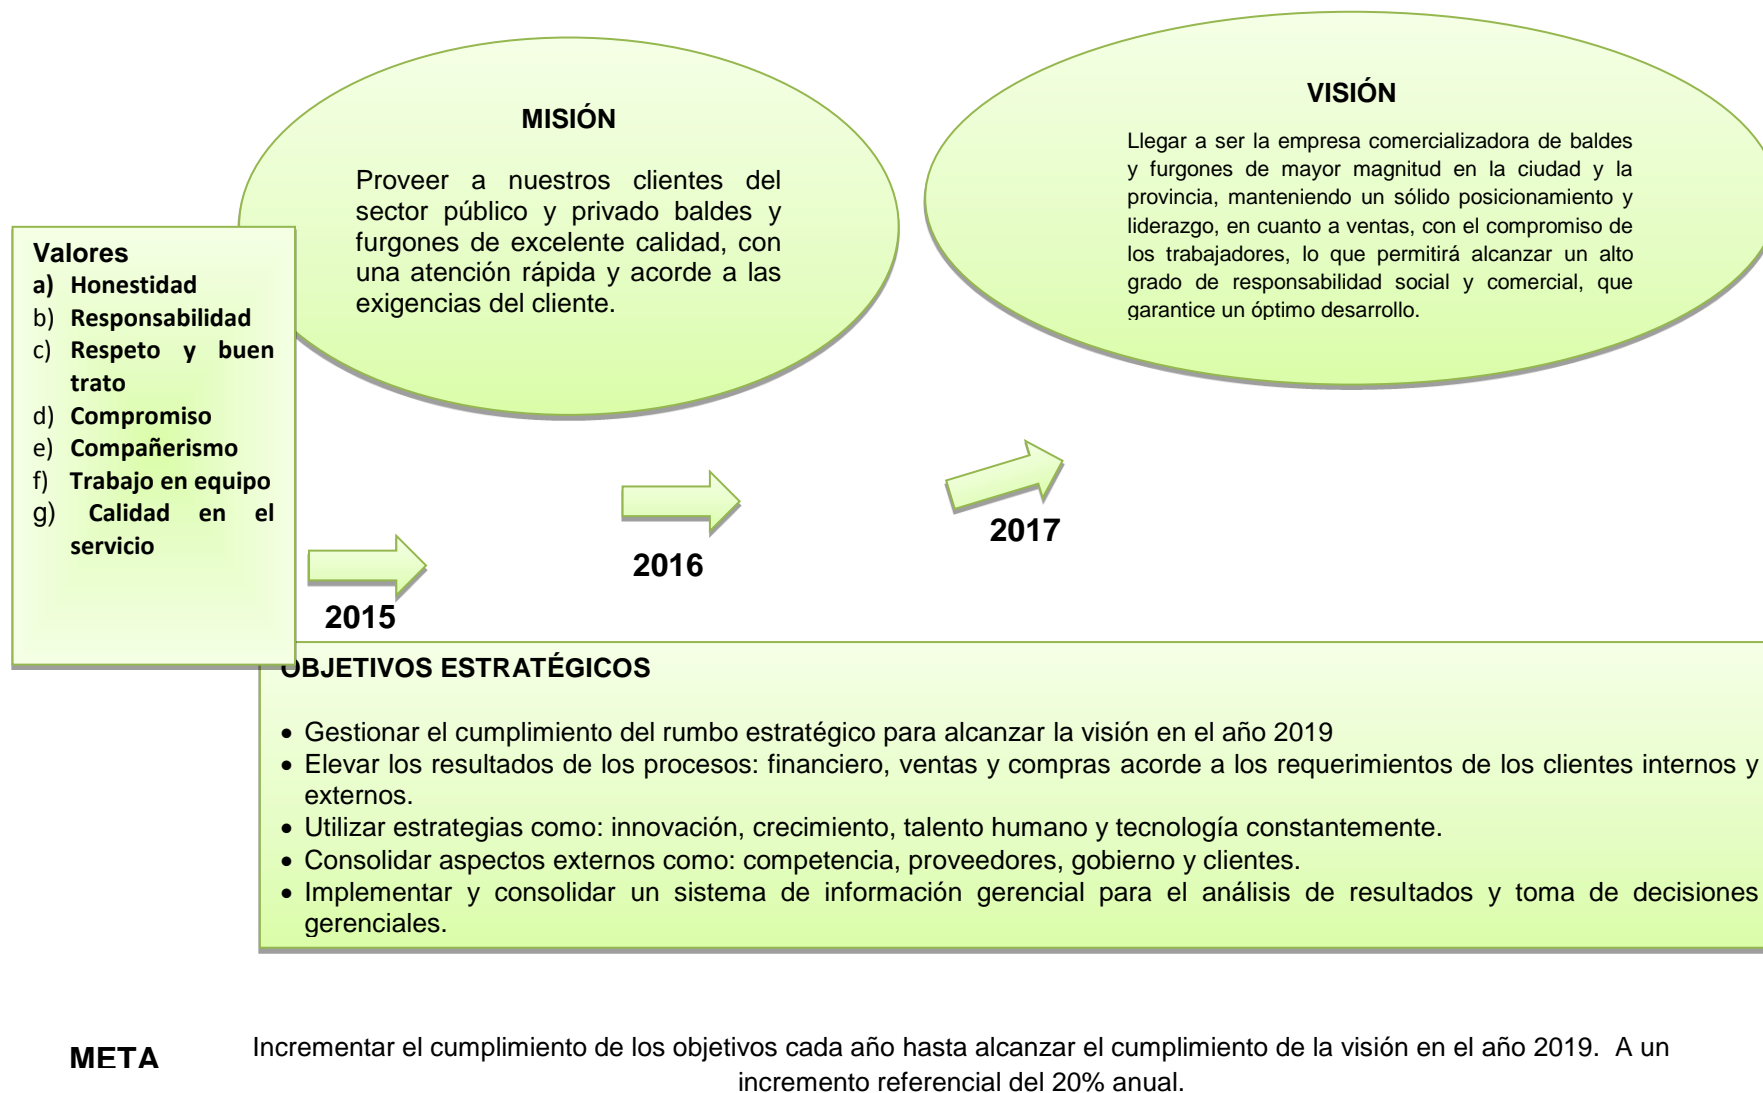 MISIÓN
Proveer a nuestros clientes del
sector público y privado baldes y
furgones de excelente calidad, con
una atención rápida y acorde a las
exigencias del cliente.
VISIÓN
Llegar a ser la empresa comercializadora de baldes
y furgones de mayor magnitud en la ciudad y la
provincia, manteniendo un sólido posicionamiento y
liderazgo, en cuanto a ventas, con el compromiso de
los trabajadores, lo que permitirá alcanzar un alto
grado de responsabilidad social y comercial, que
garantice un óptimo desarrollo.
Valores
a) Honestidad
b) Responsabilidad
c) Respeto y buen
trato
d) Compromiso
e) Compañerismo
f) Trabajo en equipo
g) Calidad en el
servicio
2015
2016
2017
OBJETIVOS ESTRATÉGICOS
• Gestionar el cumplimiento del rumbo estratégico para alcanzar la visión en el año 2019
• Elevar los resultados de los procesos: financiero, ventas y compras acorde a los requerimientos de los clientes internos y
externos.
• Utilizar estrategias como: innovación, crecimiento, talento humano y tecnología constantemente.
• Consolidar aspectos externos como: competencia, proveedores, gobierno y clientes.
• Implementar y consolidar un sistema de información gerencial para el análisis de resultados y toma de decisiones
gerenciales.
META
Incrementar el cumplimiento de los objetivos cada año hasta alcanzar el cumplimiento de la visión en el año 2019. A un
incremento referencial del 20% anual.